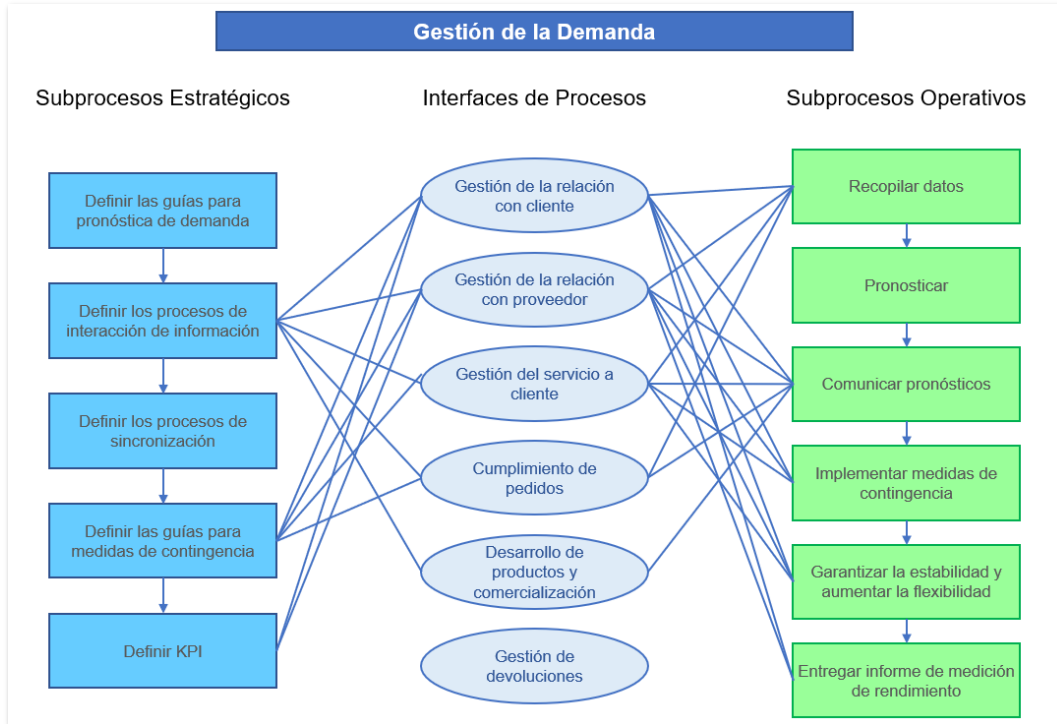 Gestión de la Demanda
Subprocesos Estratégicos
Interfaces de Procesos
Subprocesos Operativos
Definir las guías para
pronóstica de demanda
Definir los procesos de
interacción de información
Definir los procesos de
sincronización
Definir las guías para
medidas de contingencia
Definir KPI
Gestión de la relación
con cliente
Gestión de la relación
con proveedor
Gestión del servicio a
cliente
Cumplimiento de
pedidos
Desarrollo de
productos y
comercialización
Gestión de
devoluciones
Recopilar datos
Pronosticar
Comunicar pronósticos
Implementar medidas de
contingencia
Garantizar la estabilidad y
aumentar la flexibilidad
Entregar informe de medición
de rendimiento